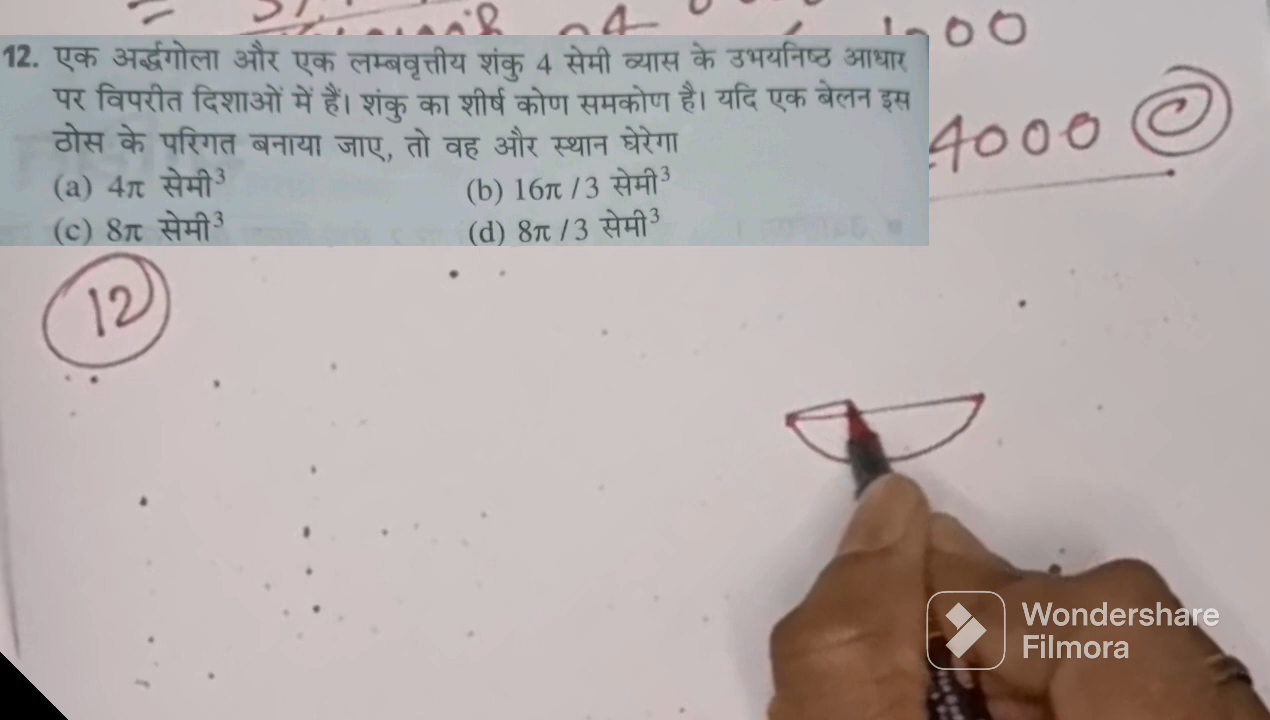 00
4000 C
12. एक अर्द्धगोला और एक लम्बवृत्तीय शंकु 4 सेमी व्यास के उभयनिष्ठ आधार
पर विपरीत दिशाओं में हैं। शंकु का शीर्ष कोण समकोण है। यदि एक बेलन इस
ठोस के परिगत बनाया जाए, तो वह और स्थान घेरेगा
(a) 4π सेमी³ (b) 16π / 3 सेमी³
(c) 8π सेमी³ (d) 8π / 3 सेमी³
12
Wondershare
Filmora